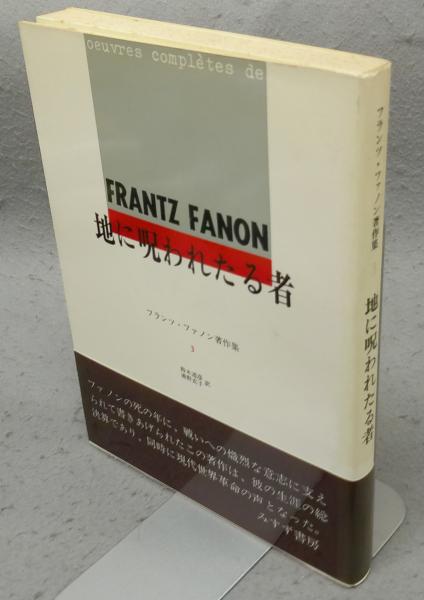 oeuvres complètes de
FRANTZ FANON
地に呪われたる者
フランツ・ファノン著作集
3
鈴木道彦
浦野衣子 訳
ファノンの死の年に、戦いへの熾烈な意志に支え
られて書きあげられたこの著作は、彼の生涯の総
決算であり、同時に現代世界革命の声となった。
みすず書房
フランツ・ファノン著作集
地に呪われたる者